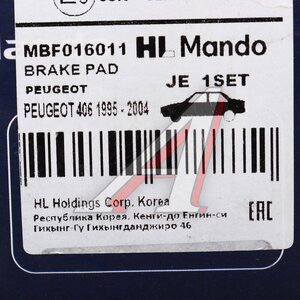 MBF016011 HL Mando
BRAKE PAD
JE 1SET
PEUGEOT
PEUGEOT 406 1995 - 2004
HL Holdings Corp. Korea
Республика Корея, Кенги-до Енгин-си
Гихынг-Гу Гихынгданджиро 46
EAC